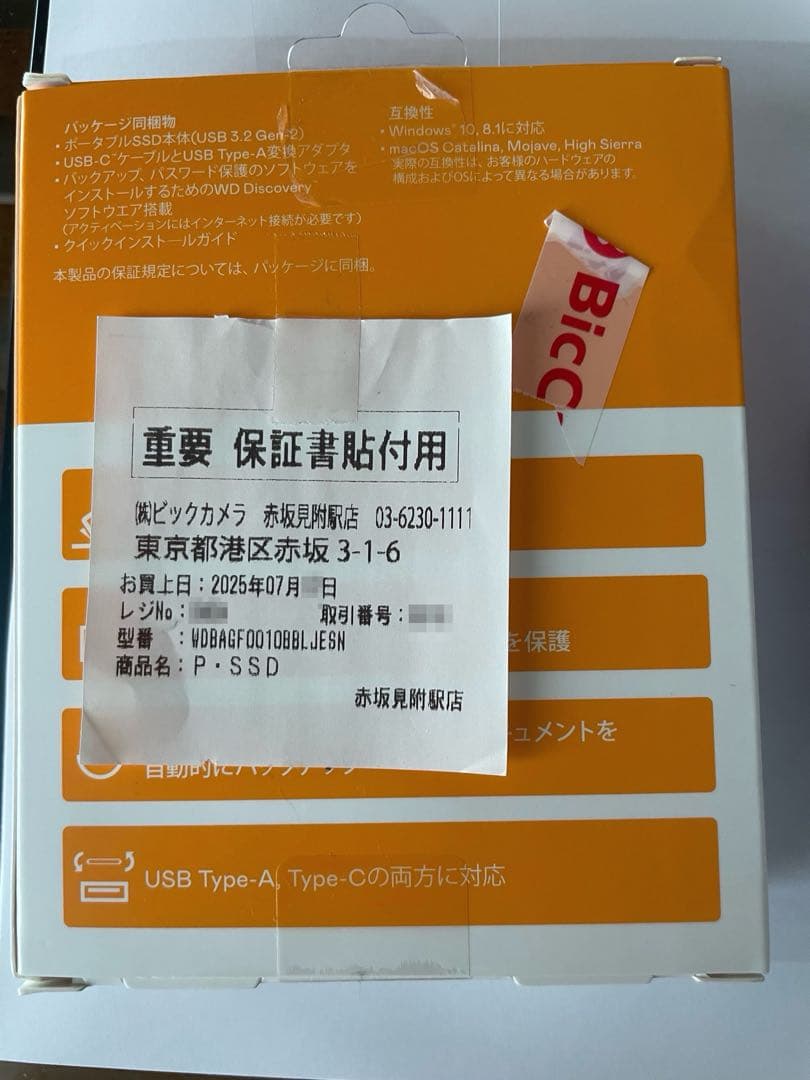 パッケージ同梱物
• ポータブルSSD本体(USB 3.2 Gen-2)
• USB-C™ケーブルとUSB Type-A変換アダプタ
• バックアップ、パスワード保護のソフトウェアを
インストールするためのWD Discovery™
ソフトウエア搭載
(アクティベーションにはインターネット接続が必要です)
• クイックインストールガイド
本製品の保証規定については、パッケージに同梱。
互換性
• Windows® 10, 8.1に対応
• macOS Catalina, Mojave, High Sierra
実際の互換性は、お客様のハードウェアの
構成およびOSによって異なる場合があります。
BicC
重要 保証書貼付用
㈱ビックカメラ 赤坂見附駅店 03-6230-1111
東京都港区赤坂 3-1-6
お買上日：2025年07月 日
レジNo： 取引番号：
型番 ：WDBAGF0010BBLJESN
商品名：P・SSD
赤坂見附駅店
を保護
ュメントを
自動的にバックアップ
USB Type-A, Type-Cの両方に対応